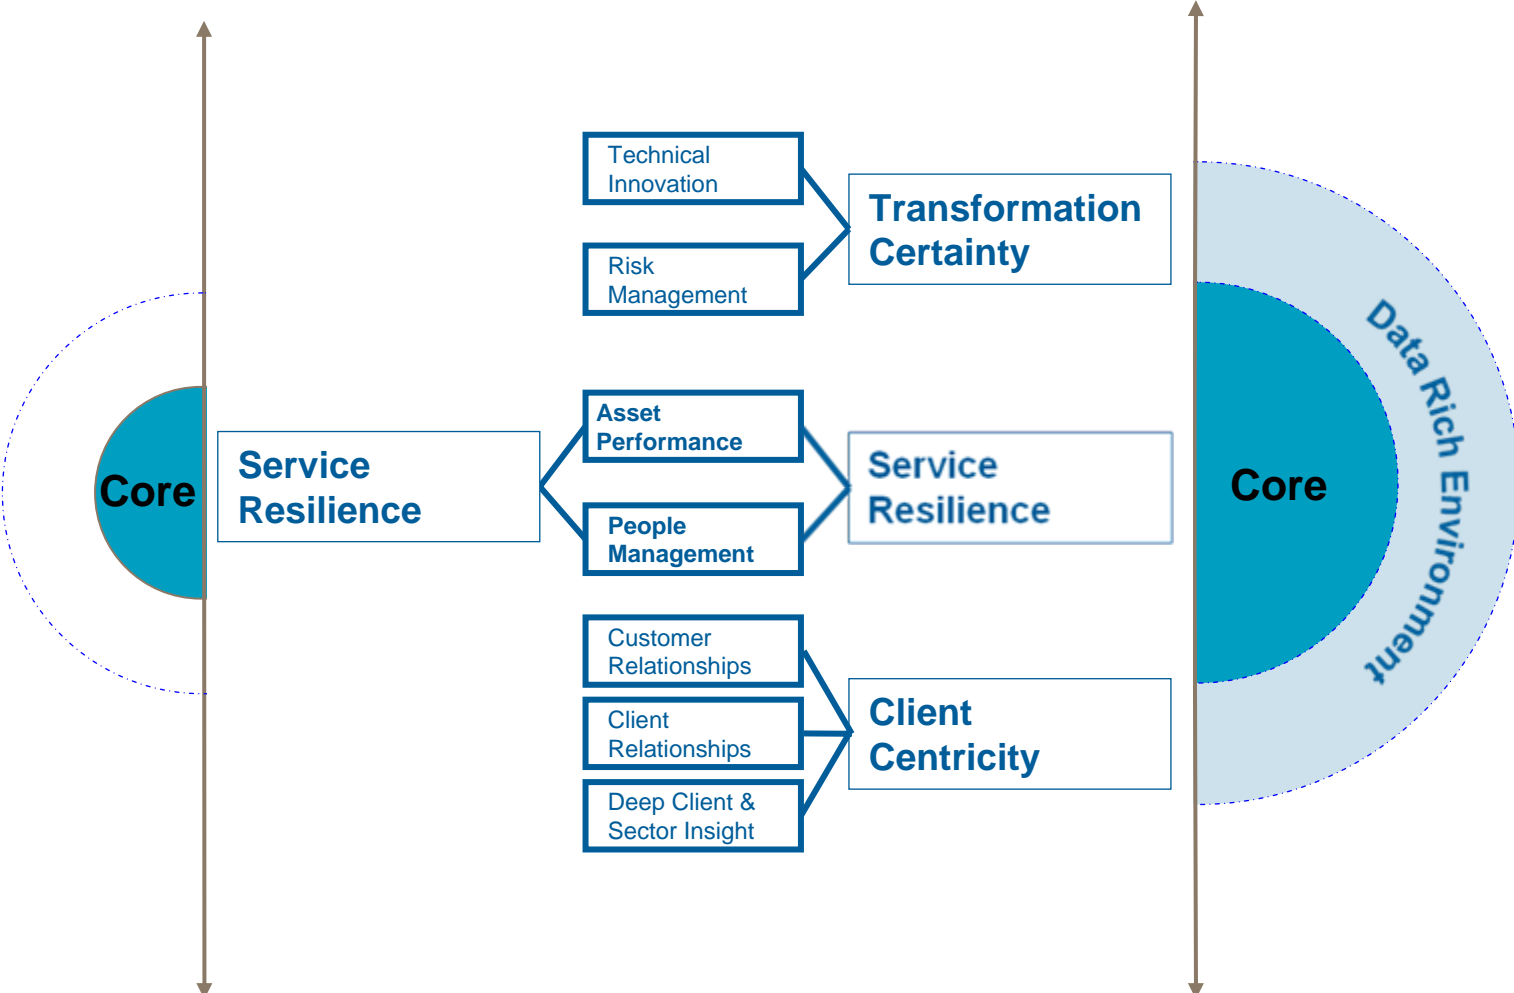 Core
Service
Resilience
Technical
Innovation
Risk
Management
Transformation
Certainty
Asset
Performance
People
Management
Service
Resilience
Customer
Relationships
Client
Relationships
Deep Client &
Sector Insight
Client
Centricity
Core
Data Rich Environment